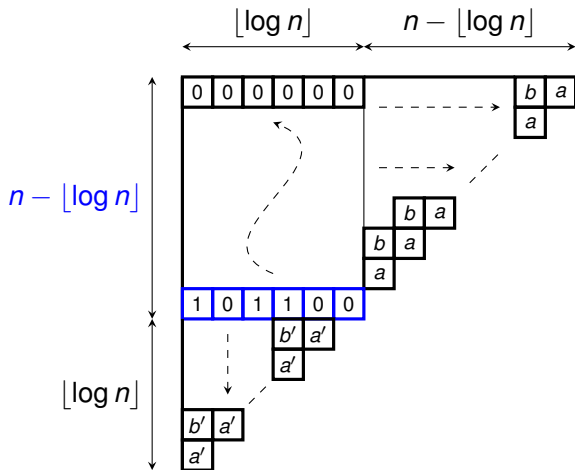 ⌊log n⌋ n − ⌊log n⌋
0 0 0 0 0 0 b a
a
n − ⌊log n⌋
b a
b a
a
1 0 1 1 0 0
b′ a′
a′
⌊log n⌋
b′ a′
a′